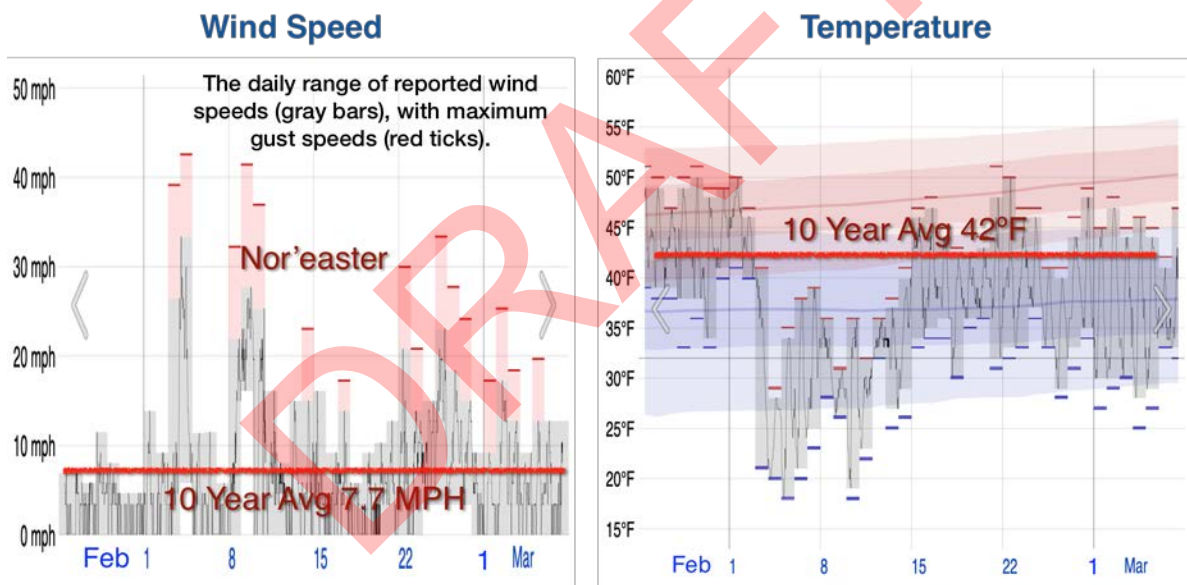 Wind Speed
50 mph
The daily range of reported wind
speeds (gray bars), with maximum
gust speeds (red ticks).
40 mph
30 mph
Nor'easter
20 mph
10 mph
10 Year Avg 7.7 MPH
0 mph
Feb 1 8 15 22 1 Mar
Temperature
60°F
55°F
50°F
45°F
10 Year Avg 42°F
40°F
35°F
30°F
25°F
20°F
15°F
Feb 1 8 15 22 1 Mar
DRAF